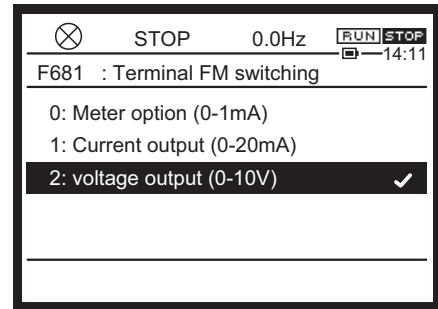 STOP 0.0Hz RUN STOP
14:11
F681 : Terminal FM switching
0: Meter option (0-1mA)
1: Current output (0-20mA)
2: voltage output (0-10V)